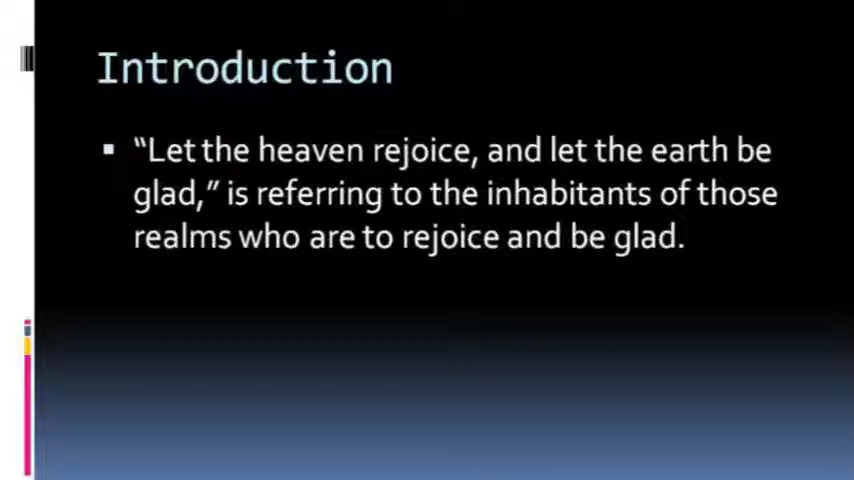 Introduction
▪ “Let the heaven rejoice, and let the earth be
glad,” is referring to the inhabitants of those
realms who are to rejoice and be glad.